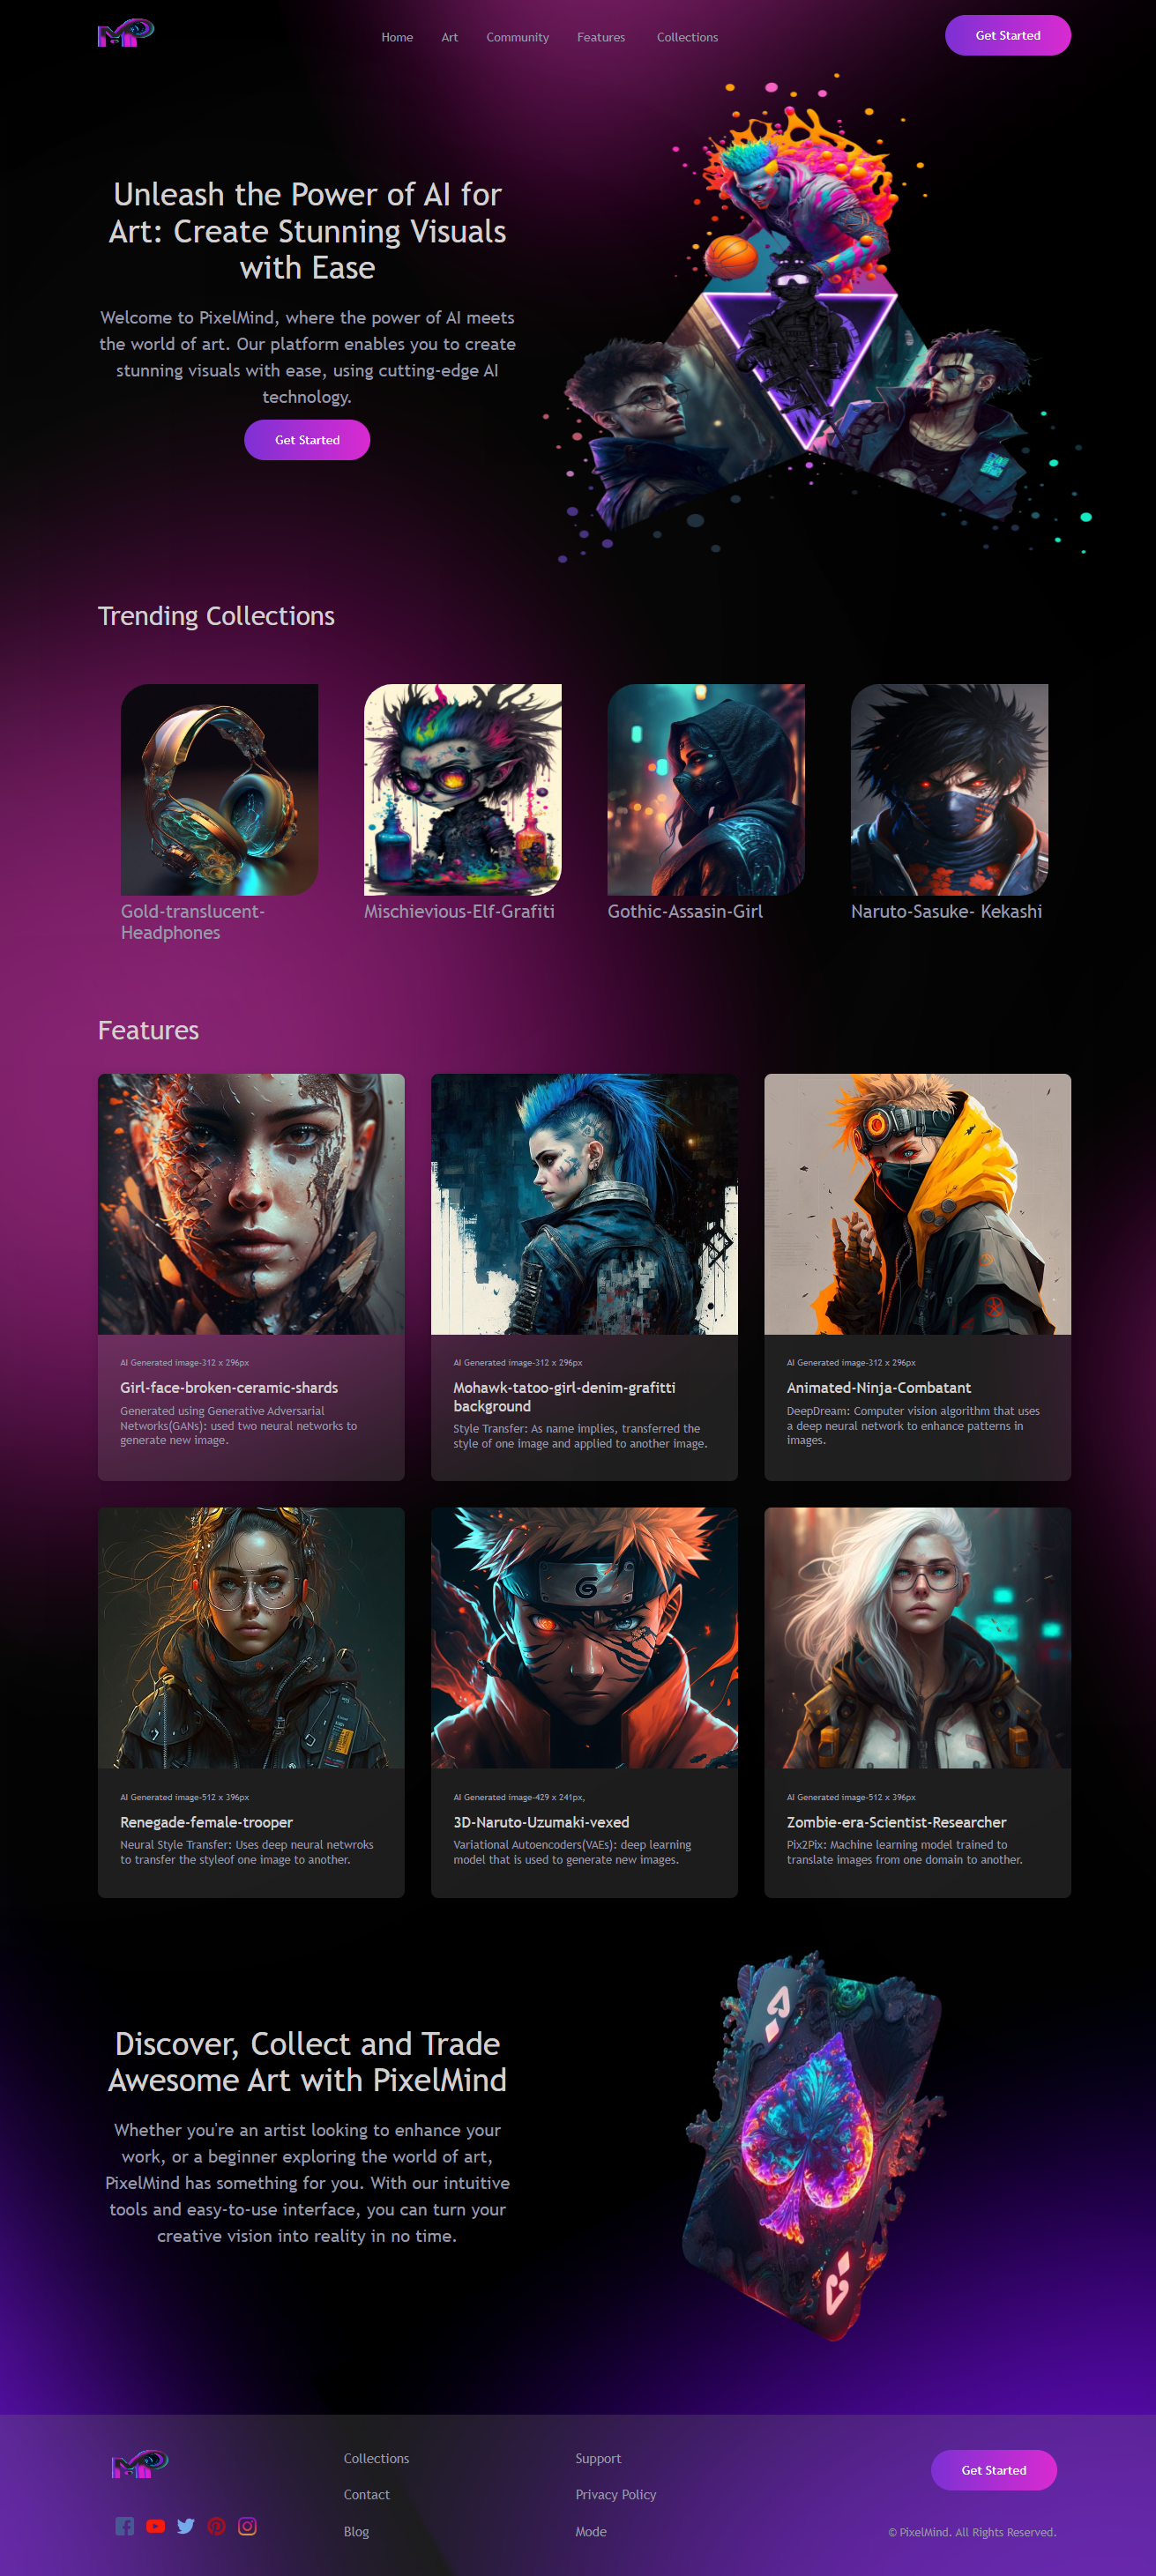 MP
Home Art Community Features Collections
Get Started
Unleash the Power of AI for
Art: Create Stunning Visuals
with Ease
Welcome to PixelMind, where the power of AI meets
the world of art. Our platform enables you to create
stunning visuals with ease, using cutting-edge AI
technology.
Get Started
Trending Collections
Gold-translucent-
Headphones
Mischievious-Elf-Grafiti
Gothic-Assasin-Girl
Naruto-Sasuke- Kekashi
Features
AI Generated image-312 x 296px
Girl-face-broken-ceramic-shards
Generated using Generative Adversarial
Networks(GANs): used two neural networks to
generate new image.
AI Generated image-312 x 296px
Mohawk-tatoo-girl-denim-grafitti
background
Style Transfer: As name implies, transferred the
style of one image and applied to another image.
AI Generated image-312 x 296px
Animated-Ninja-Combatant
DeepDream: Computer vision algorithm that uses
a deep neural network to enhance patterns in
images.
AI Generated image-512 x 396px
Renegade-female-trooper
Neural Style Transfer: Uses deep neural netwroks
to transfer the styleof one image to another.
AI Generated image-429 x 241px,
3D-Naruto-Uzumaki-vexed
Variational Autoencoders(VAEs): deep learning
model that is used to generate new images.
AI Generated image-512 x 396px
Zombie-era-Scientist-Researcher
Pix2Pix: Machine learning model trained to
translate images from one domain to another.
Discover, Collect and Trade
Awesome Art with PixelMind
Whether you're an artist looking to enhance your
work, or a beginner exploring the world of art,
PixelMind has something for you. With our intuitive
tools and easy-to-use interface, you can turn your
creative vision into reality in no time.
MP
Collections
Contact
Blog
Support
Privacy Policy
Mode
Get Started
© PixelMind. All Rights Reserved.